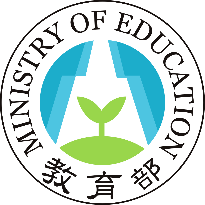 MINISTRY OF EDUCATION
教育部